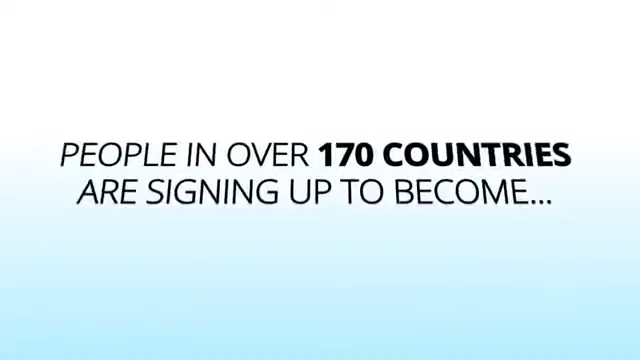 PEOPLE IN OVER 170 COUNTRIES
ARE SIGNING UP TO BECOME...